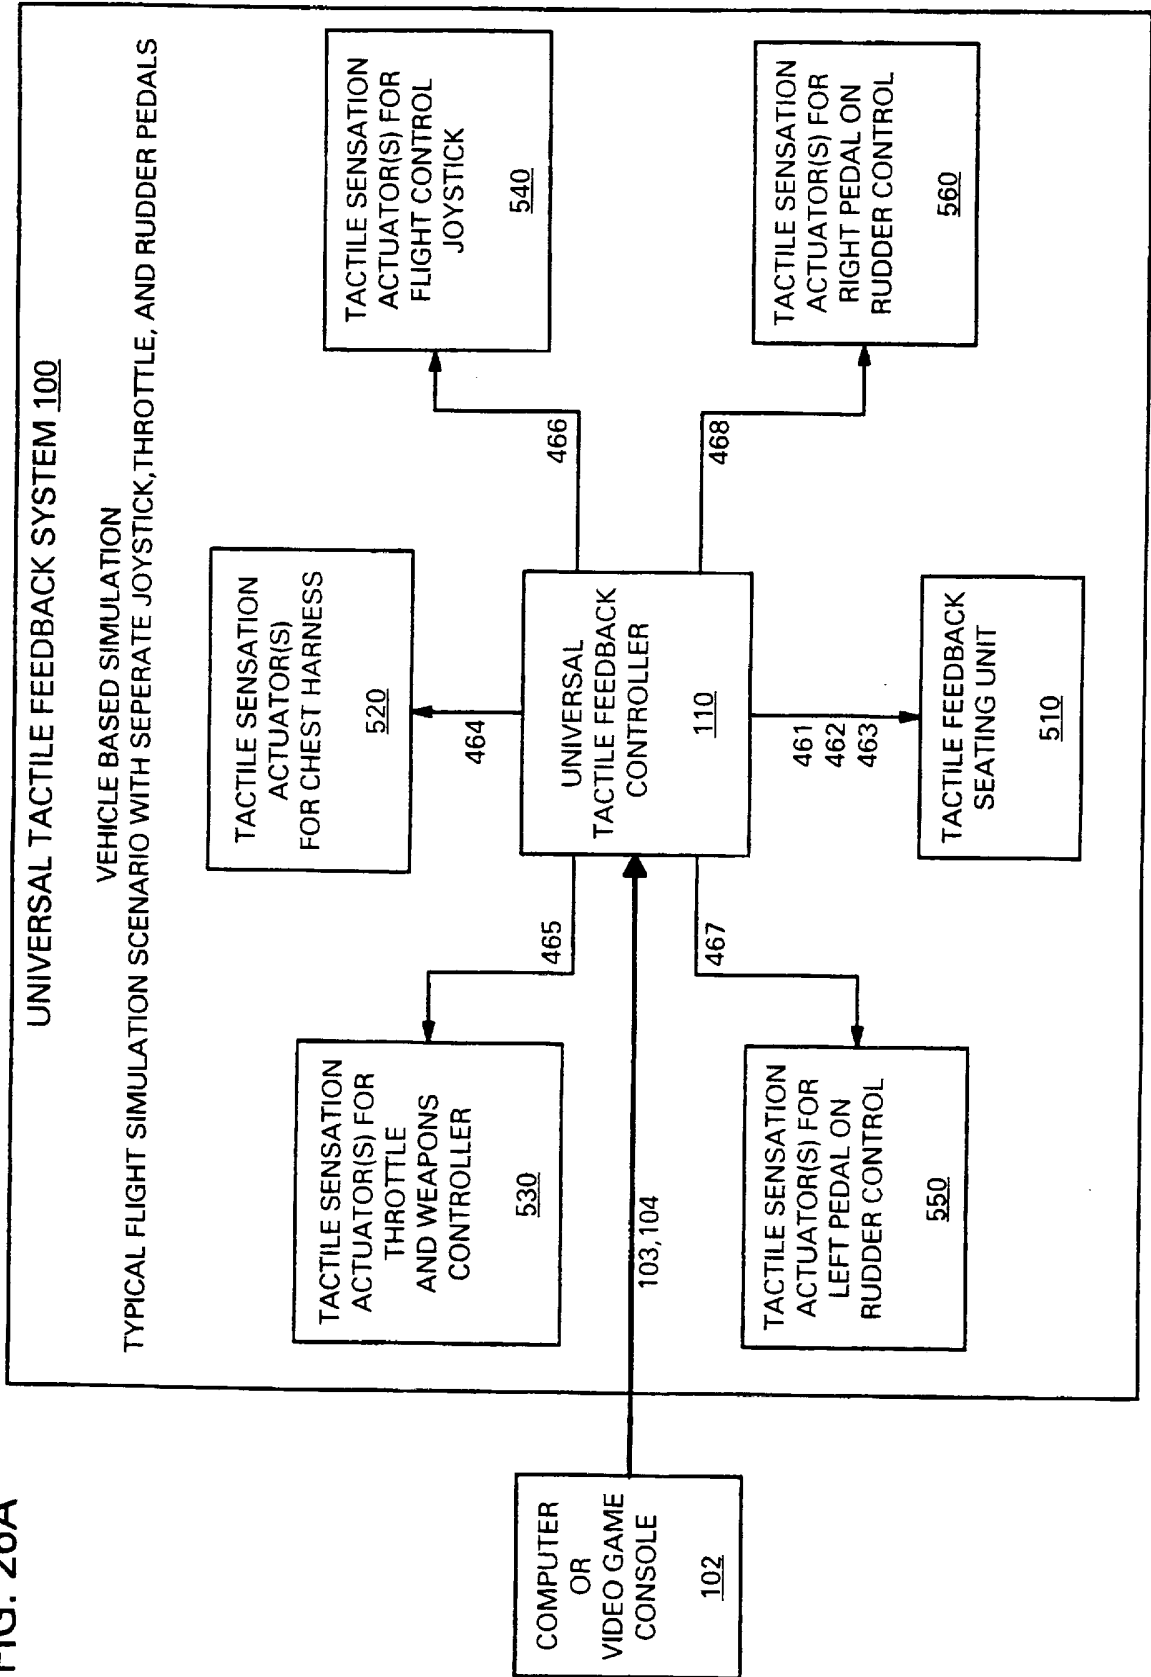 FIG. 26A
UNIVERSAL TACTILE FEEDBACK SYSTEM 100
VEHICLE BASED SIMULATION
TYPICAL FLIGHT SIMULATION SCENARIO WITH SEPERATE JOYSTICK,THROTTLE, AND RUDDER PEDALS
COMPUTER
OR
VIDEO GAME
CONSOLE
102
103,104
TACTILE SENSATION
ACTUATOR(S) FOR
THROTTLE
AND WEAPONS
CONTROLLER
530
465
TACTILE SENSATION
ACTUATOR(S)
FOR CHEST HARNESS
520
464
TACTILE SENSATION
ACTUATOR(S) FOR
FLIGHT CONTROL
JOYSTICK
540
466
UNIVERSAL
TACTILE FEEDBACK
CONTROLLER
110
TACTILE SENSATION
ACTUATOR(S) FOR
LEFT PEDAL ON
RUDDER CONTROL
550
467
461
462
463
TACTILE FEEDBACK
SEATING UNIT
510
468
TACTILE SENSATION
ACTUATOR(S) FOR
RIGHT PEDAL ON
RUDDER CONTROL
560